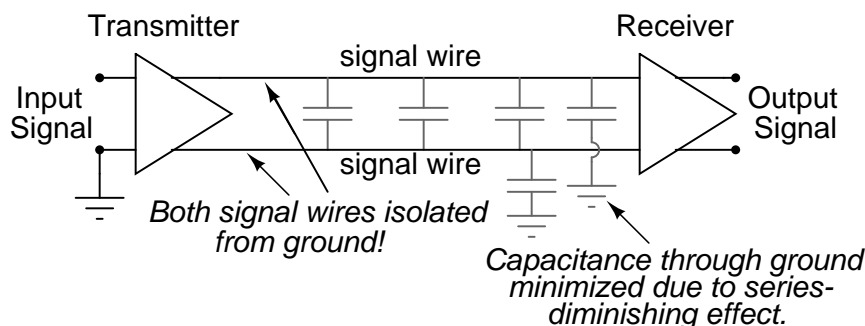 Transmitter
Receiver
signal wire
Input
Signal
Output
Signal
signal wire
Both signal wires isolated
from ground!
Capacitance through ground
minimized due to series-
diminishing effect.